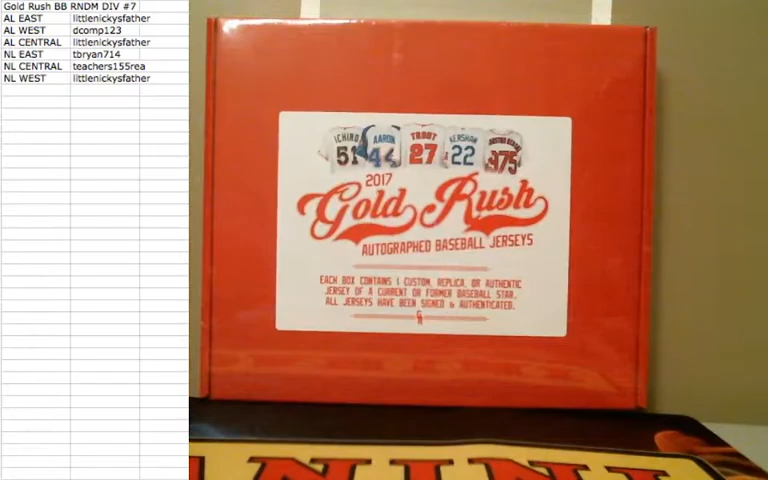 Gold Rush BB RNDM DIV #7
AL EAST littlenickysfather
AL WEST dcomp123
AL CENTRAL littlenickysfather
NL EAST tbryan714
NL CENTRAL teachers155rea
NL WEST littlenickysfather
ICHIRO AARON TROUT KERSHAW
51 44 27 22 975
2017
Gold Rush
AUTOGRAPHED BASEBALL JERSEYS
EACH BOX CONTAINS 1 CUSTOM, REPLICA, OR AUTHENTIC
JERSEY OF A CURRENT OR FORMER BASEBALL STAR.
ALL JERSEYS HAVE BEEN SIGNED & AUTHENTICATED.
PANINI